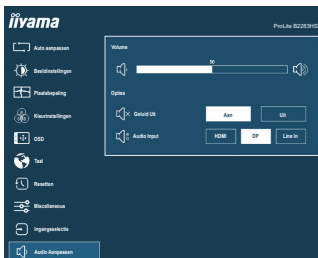 iiyama
ProLite B2283HS
Auto aanpassen
Beeldinstellingen
Plaatsbepaling
Kleurinstellingen
OSD
Taal
Resetten
Miscellaneous
Ingangsselectie
Audio Aanpassen
Volume
50
Opties
Geluid Uit
Aan
Uit
Audio Input
HDMI
DP
Line In